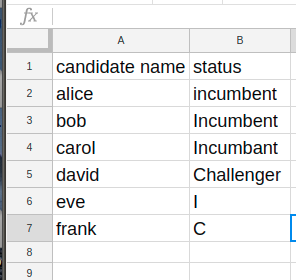 fx
A B
1 candidate name status
2 alice incumbent
3 bob Incumbent
4 carol Incumbant
5 david Challenger
6 eve I
7 frank C
8
9